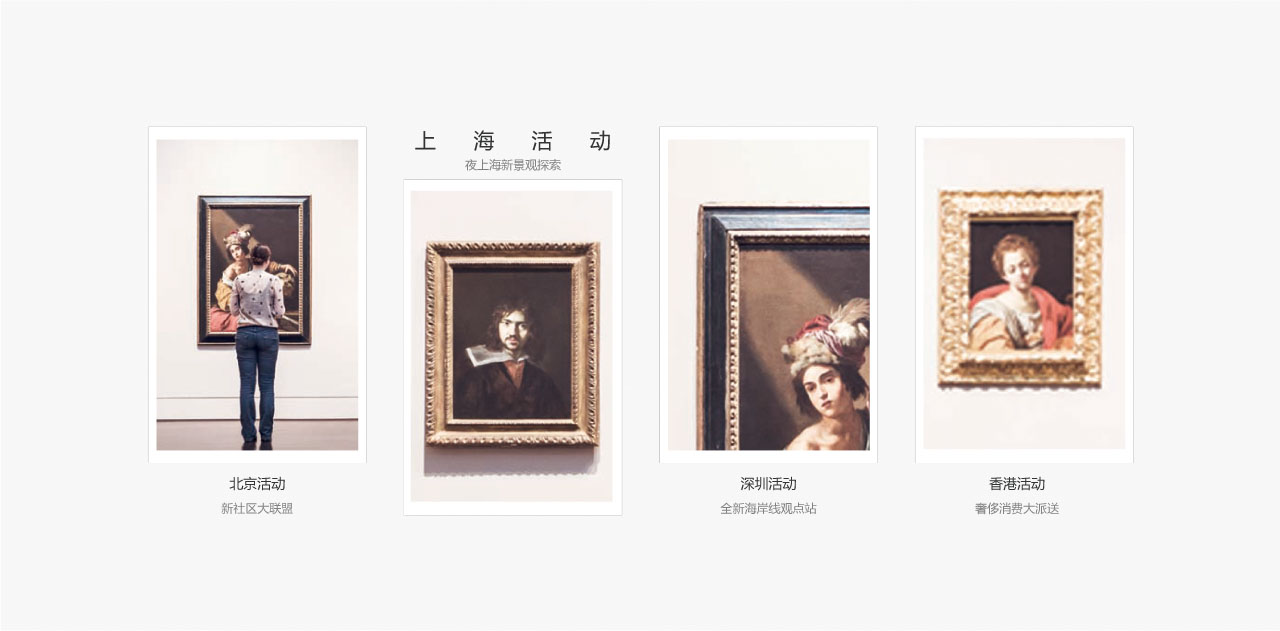 北京活动
新社区大联盟
上海活动
夜上海新景观探索
深圳活动
全新海岸线观点站
香港活动
奢侈消费大派送